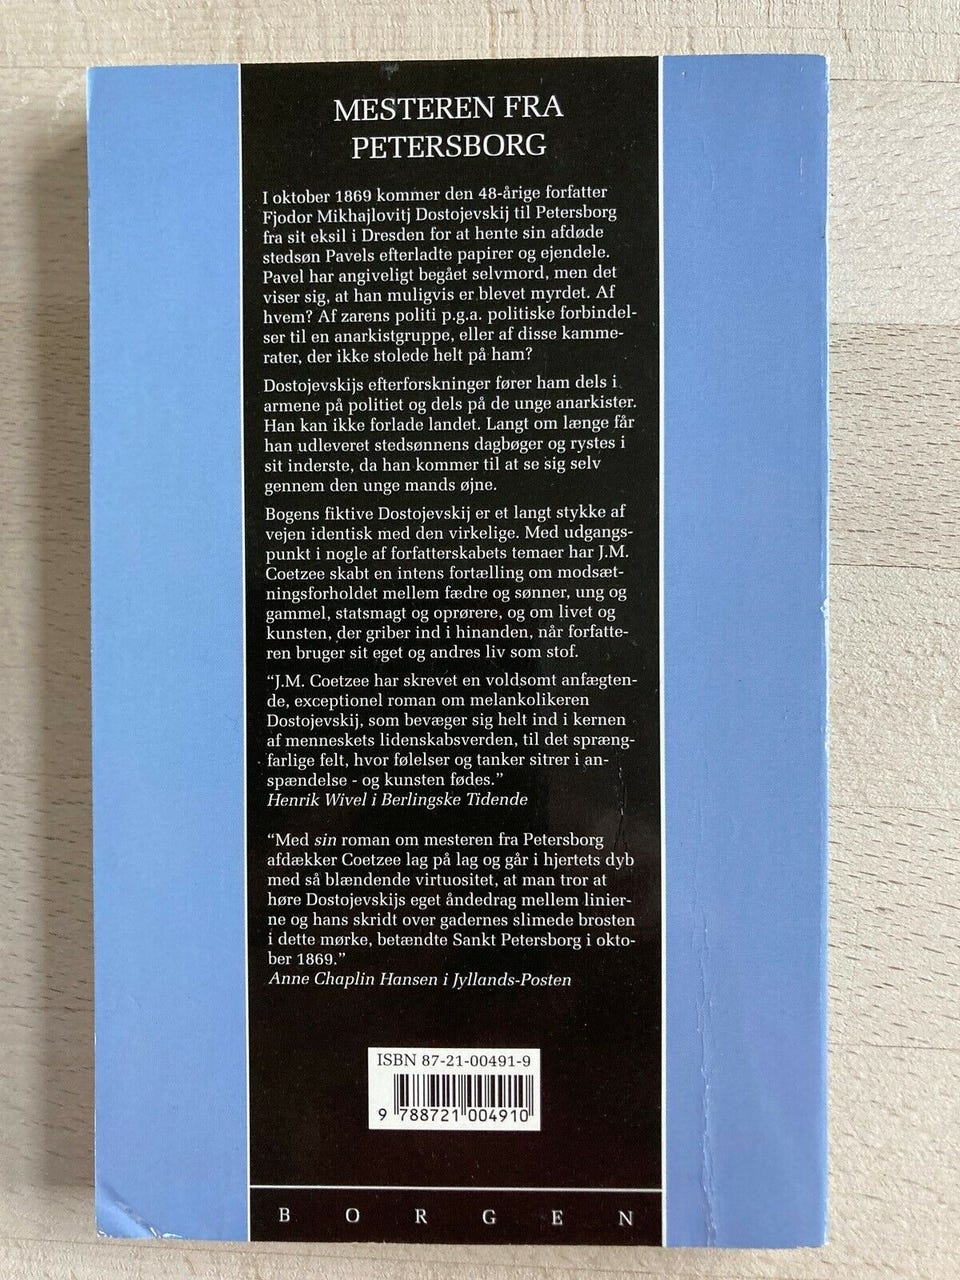 MESTEREN FRA
PETERSBORG
I oktober 1869 kommer den 48-årige forfatter
Fjodor Mikhajlovitj Dostojevskij til Petersborg
fra sit eksil i Dresden for at hente sin afdøde
stedsøn Pavels efterladte papirer og ejendele.
Pavel har angiveligt begået selvmord, men det
viser sig, at han muligvis er blevet myrdet. Af
hvem? Af zarens politi p.g.a. politiske forbindel-
ser til en anarkistgruppe, eller af disse kamme-
rater, der ikke stolede helt på ham?
Dostojevskijs efterforskninger fører ham dels i
armene på politiet og dels på de unge anarkister.
Han kan ikke forlade landet. Langt om længe får
han udleveret stedsønnens dagbøger og rystes i
sit inderste, da han kommer til at se sig selv
gennem den unge mands øjne.
Bogens fiktive Dostojevskij er et langt stykke af
vejen identisk med den virkelige. Med udgangs-
punkt i nogle af forfatterskabets temaer har J.M.
Coetzee skabt en intens fortælling om modsæt-
ningsforholdet mellem fædre og sønner, ung og
gammel, statsmagt og oprørere, og om livet og
kunsten, der griber ind i hinanden, når forfatte-
ren bruger sit eget og andres liv som stof.
“J.M. Coetzee har skrevet en voldsomt anfægten-
de, exceptionel roman om melankolikeren
Dostojevskij, som bevæger sig helt ind i kernen
af menneskets lidenskabsverden, til det spræng-
farlige felt, hvor følelser og tanker sitrer i an-
spændelse - og kunsten fødes.”
Henrik Wivel i Berlingske Tidende
“Med sin roman om mesteren fra Petersborg
afdækker Coetzee lag på lag og går i hjertets dyb
med så blændende virtuositet, at man tror at
høre Dostojevskijs eget åndedrag mellem linier-
ne og hans skridt over gadernes slimede brosten
i dette mørke, betændte Sankt Petersborg i okto-
ber 1869.”
Anne Chaplin Hansen i Jyllands-Posten
ISBN 87-21-00491-9
9 788721 004910
BORGEN